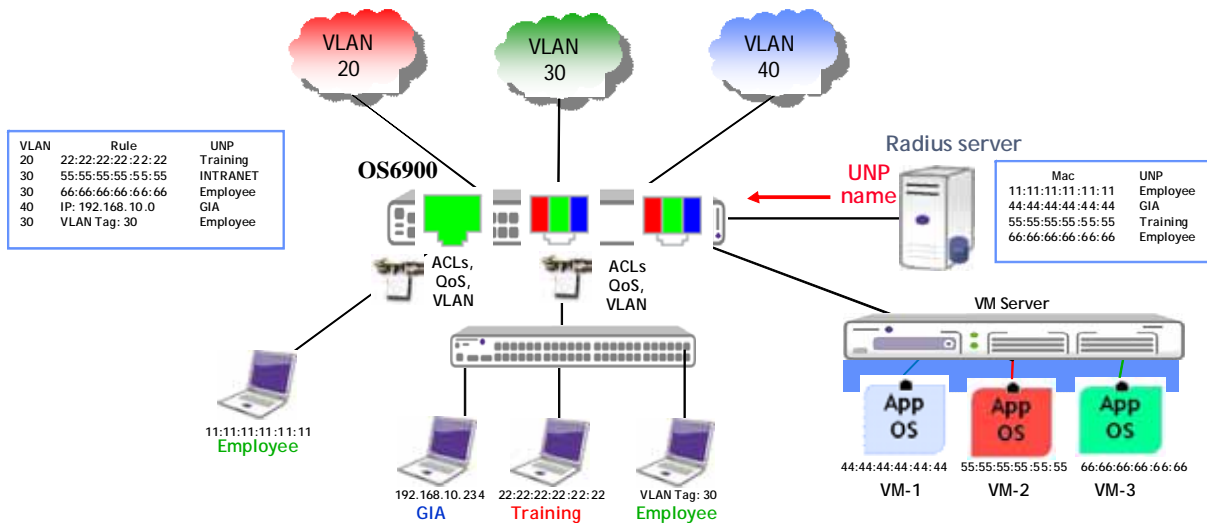 VLAN
20
VLAN
30
VLAN
40
VLAN Rule UNP
20 22:22:22:22:22:22 Training
30 55:55:55:55:55:55 INTRANET
30 66:66:66:66:66:66 Employee
40 IP: 192.168.10.0 GIA
30 VLAN Tag: 30 Employee
OS6900
UNP
name
Radius server
Mac UNP
11:11:11:11:11:11 Employee
44:44:44:44:44:44 GIA
55:55:55:55:55:55 Training
66:66:66:66:66:66 Employee
ACLs,
QoS,
VLAN
ACLs
QoS,
VLAN
VM Server
App
OS
App
OS
App
OS
44:44:44:44:44:44
55:55:55:55:55:55
66:66:66:66:66:66
VM-1
VM-2
VM-3
11:11:11:11:11:11
Employee
192.168.10.234
GIA
22:22:22:22:22:22
Training
VLAN Tag: 30
Employee